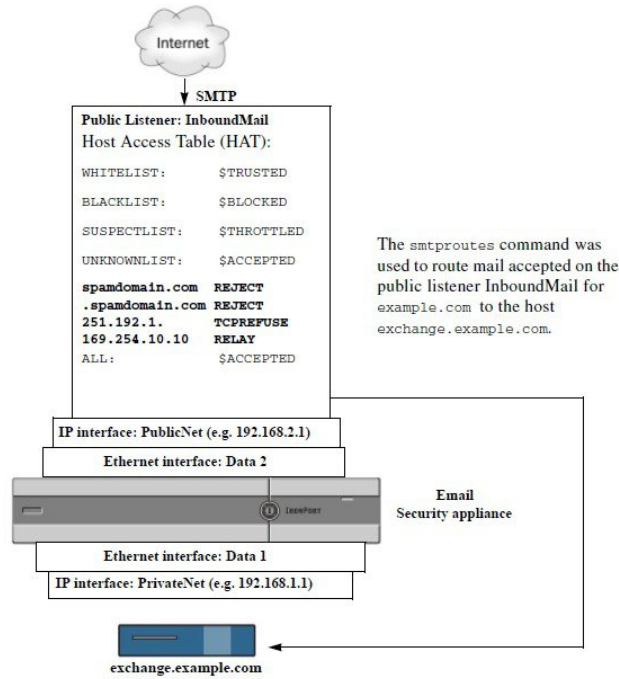 Internet
SMTP
Public Listener: InboundMail
Host Access Table (HAT):
WHITELIST: $TRUSTED
BLACKLIST: $BLOCKED
SUSPECTLIST: $THROTTLED
UNKNOWNLIST: $ACCEPTED
spamdomain.com REJECT
.spamdomain.com REJECT
251.192.1. TCPREFUSE
169.254.10.10 RELAY
ALL: $ACCEPTED
The smtproutes command was
used to route mail accepted on the
public listener InboundMail for
example.com to the host
exchange.example.com.
IP interface: PublicNet (e.g. 192.168.2.1)
Ethernet interface: Data 2
IRONPORT
Email
Security appliance
Ethernet interface: Data 1
IP interface: PrivateNet (e.g. 192.168.1.1)
exchange.example.com